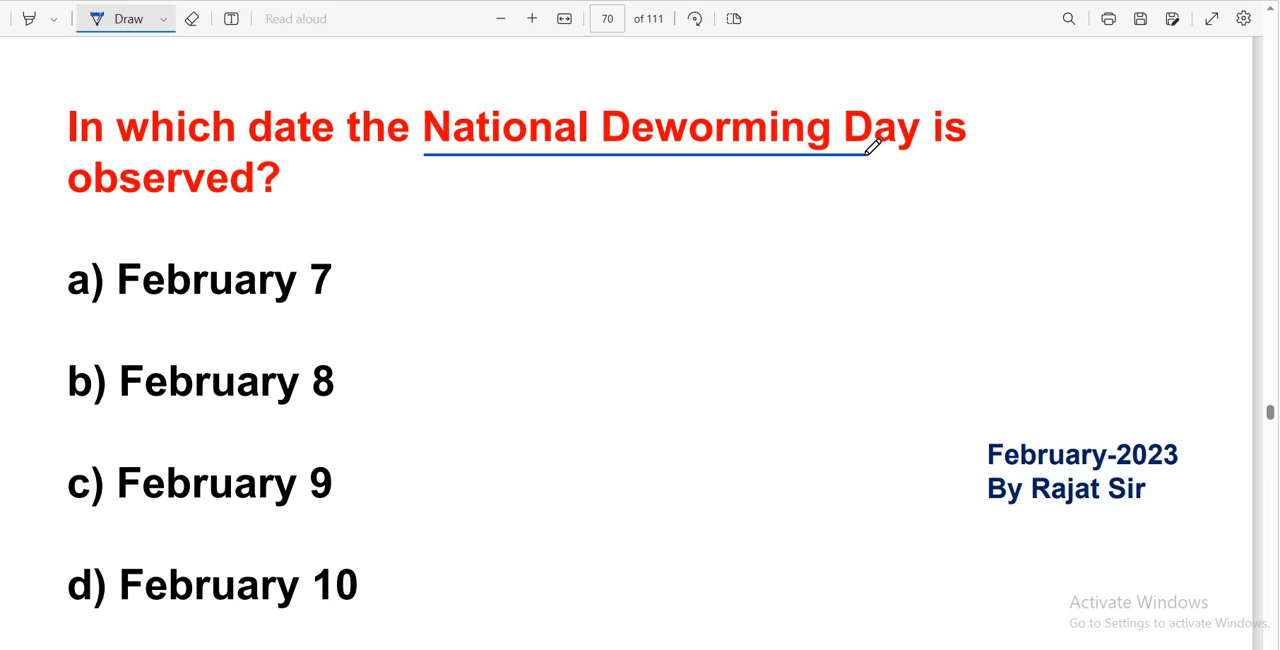 Draw
Read aloud
70 of 111
In which date the National Deworming Day is
observed?
a) February 7
b) February 8
c) February 9
d) February 10
February-2023
By Rajat Sir
Activate Windows
Go to Settings to activate Windows.